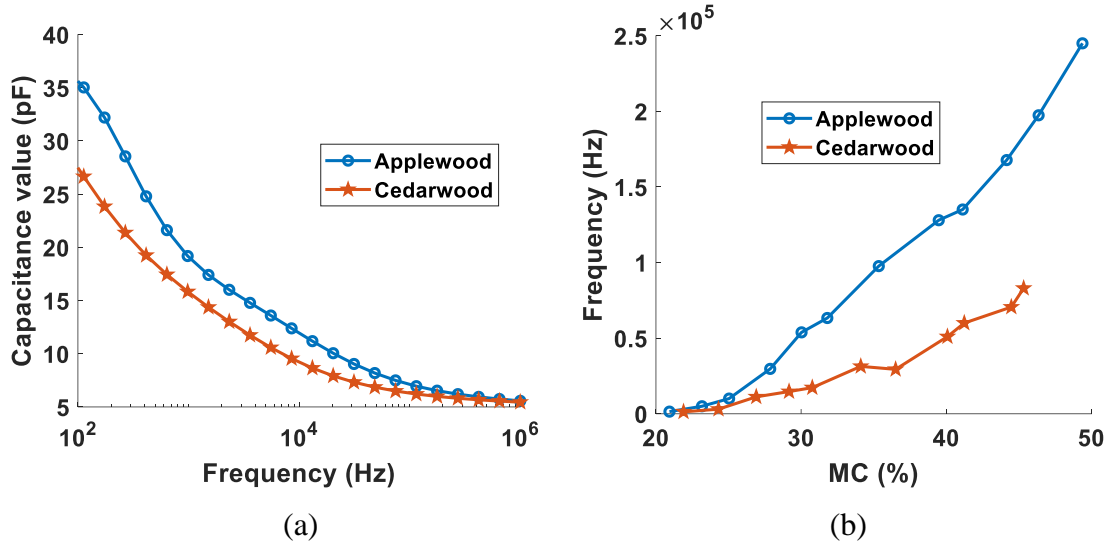 40
35
30
25
20
15
10
5
10^2
10^4
10^6
Capacitance value (pF)
Frequency (Hz)
Applewood
Cedarwood
(a)
×10^5
2.5
2
1.5
1
0.5
0
20
30
40
50
Frequency (Hz)
MC (%)
Applewood
Cedarwood
(b)